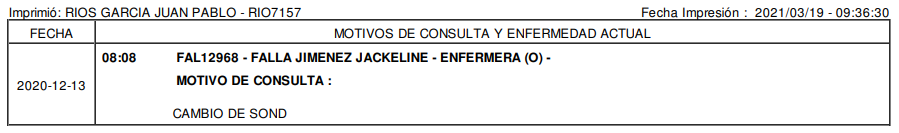 Imprimió: RIOS GARCIA JUAN PABLO - RIO7157 Fecha Impresión : 2021/03/19 - 09:36:30
FECHA MOTIVOS DE CONSULTA Y ENFERMEDAD ACTUAL
08:08 FAL12968 - FALLA JIMENEZ JACKELINE - ENFERMERA (O) -
MOTIVO DE CONSULTA :
2020-12-13
CAMBIO DE SOND